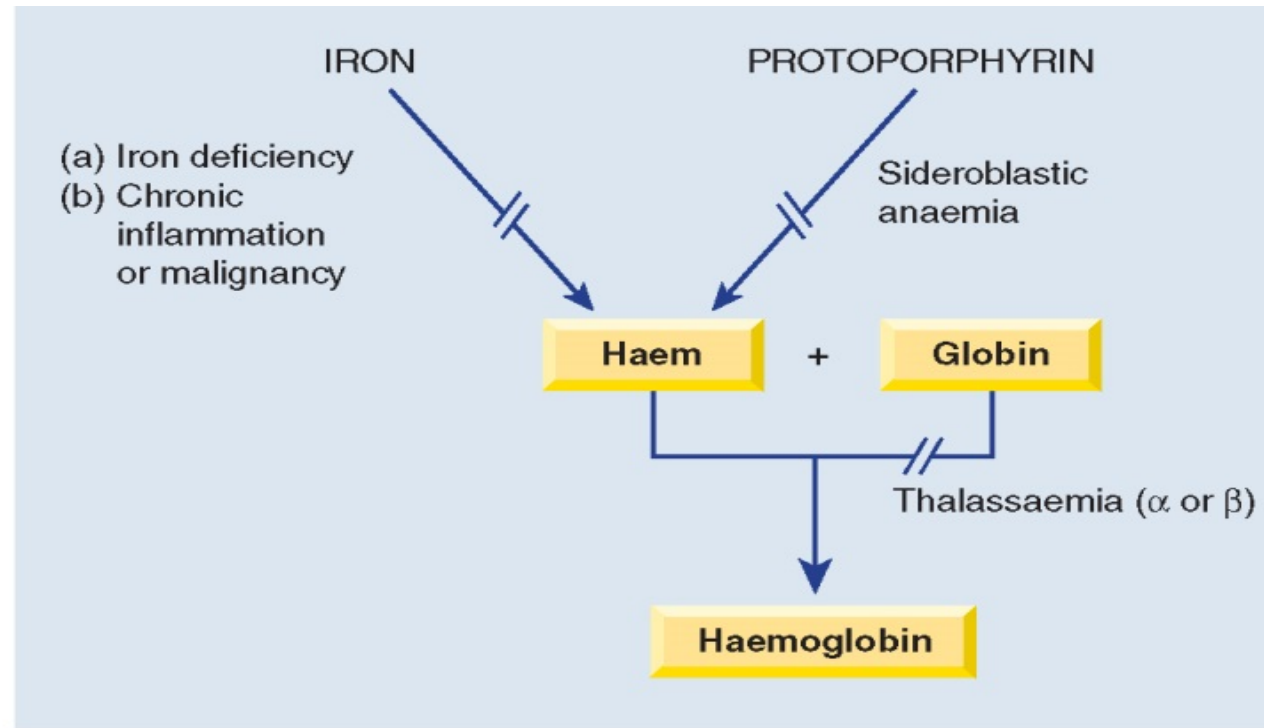 IRON
PROTOPORPHYRIN
(a) Iron deficiency
(b) Chronic
inflammation
or malignancy
Sideroblastic
anaemia
Haem + Globin
Thalassaemia (α or β)
Haemoglobin